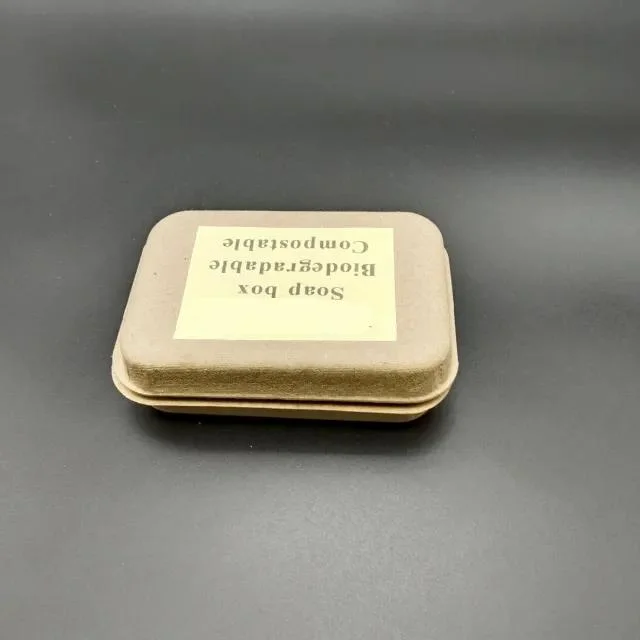 Soap box
Biodegradable
Compostable